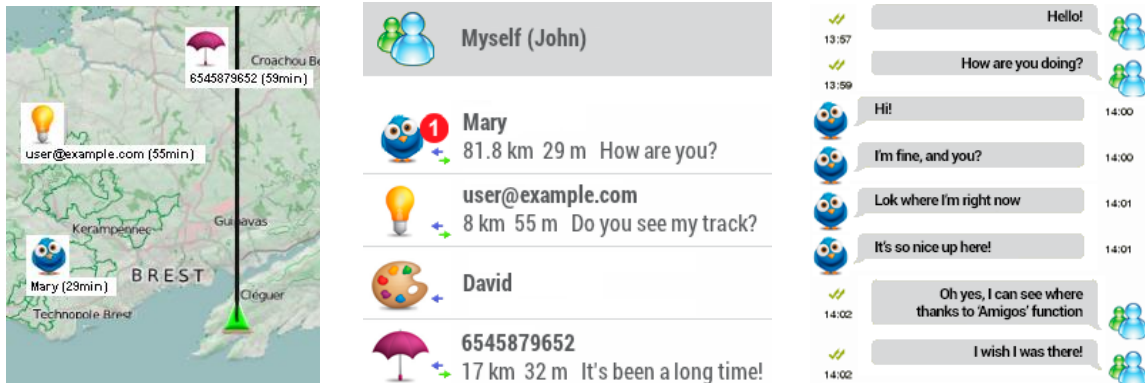 Croachou Be
6545879652 (59min)
user@example.com (55min)
Kerampennec
Guipavas
BREST
Mary (29min)
Cléguer
Technopole Brest
Myself (John)
1
Mary
81.8 km 29 m How are you?
user@example.com
8 km 55 m Do you see my track?
David
6545879652
17 km 32 m It's been a long time!
Hello!
13:57
How are you doing?
13:59
Hi!
14:00
I'm fine, and you?
14:00
Lok where I'm right now
14:01
It's so nice up here!
14:01
Oh yes, I can see where
thanks to 'Amigos' function
14:02
I wish I was there!
14:02